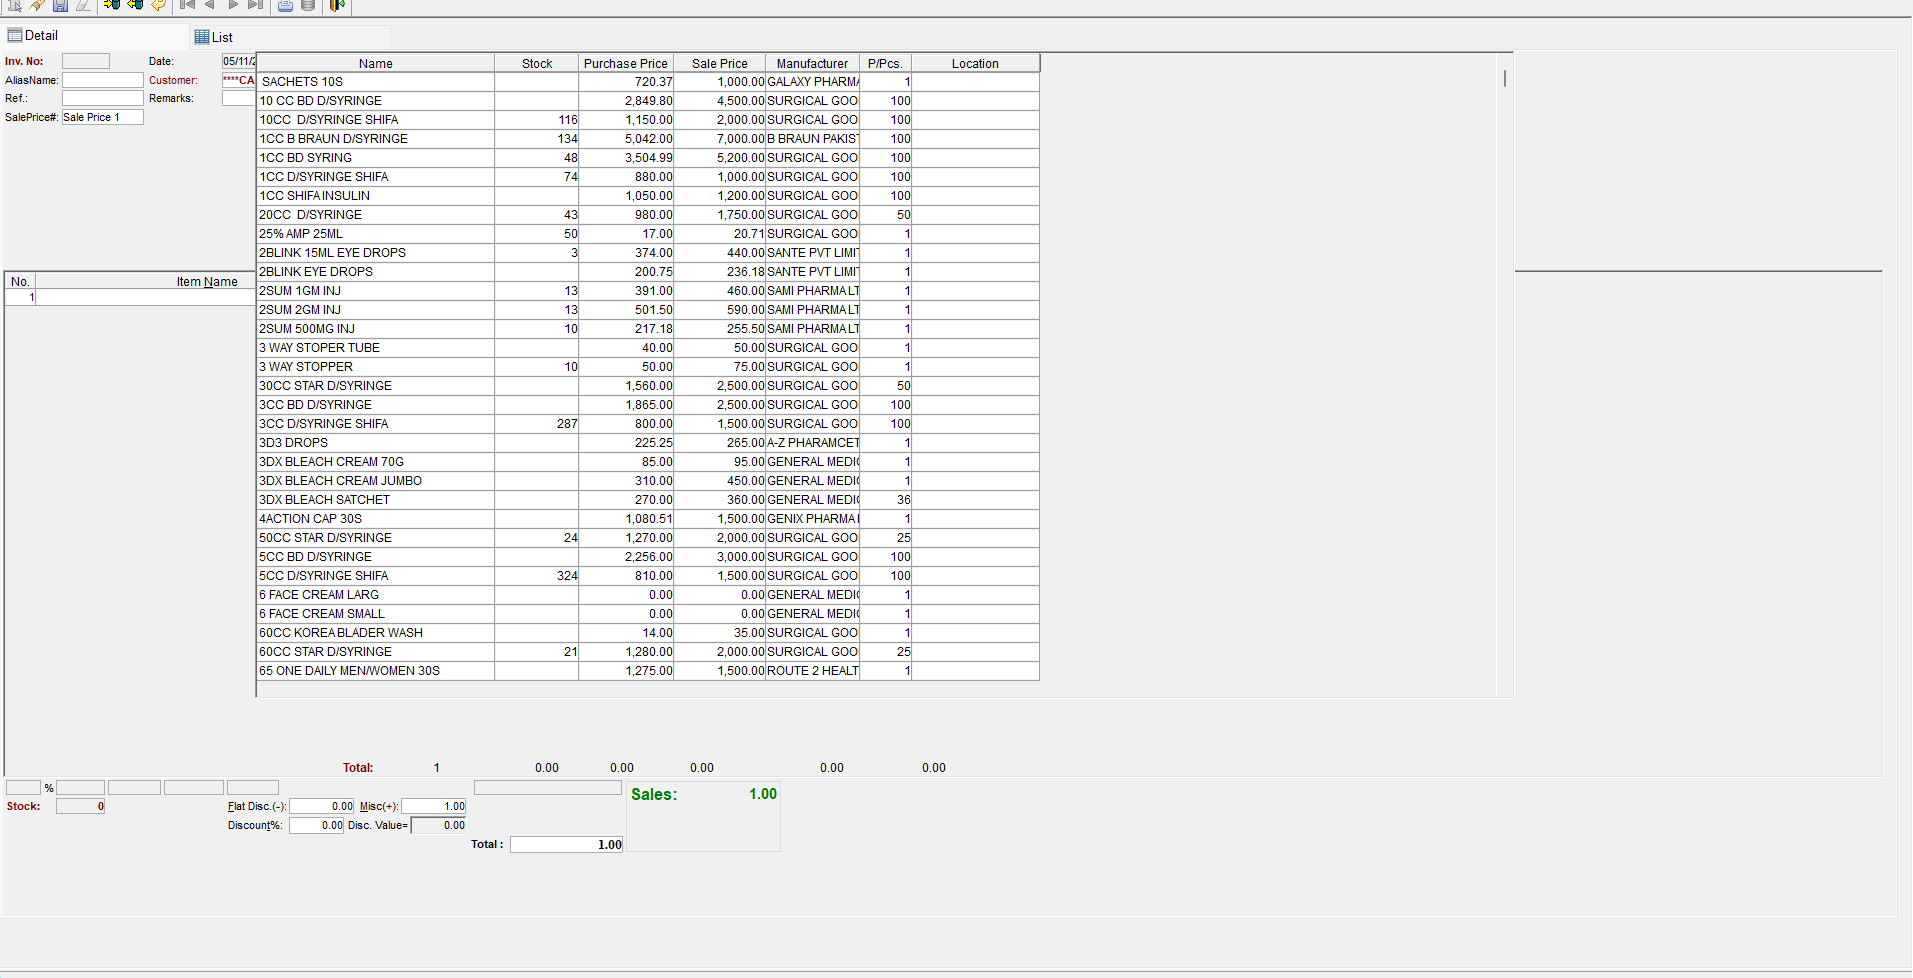 Detail List
Inv. No: Date: 05/11/2
AliasName: Customer: ****CA
Ref.: Remarks:
SalePrice#: Sale Price 1
Name Stock Purchase Price Sale Price Manufacturer P/Pcs. Location
SACHETS 10S 720.37 1,000.00 GALAXY PHARMA 1
10 CC BD D/SYRINGE 2,849.80 4,500.00 SURGICAL GOO 100
10CC D/SYRINGE SHIFA 116 1,150.00 2,000.00 SURGICAL GOO 100
1CC B BRAUN D/SYRINGE 134 5,042.00 7,000.00 B BRAUN PAKIST 100
1CC BD SYRING 48 3,504.99 5,200.00 SURGICAL GOO 100
1CC D/SYRINGE SHIFA 74 880.00 1,000.00 SURGICAL GOO 100
1CC SHIFA INSULIN 1,050.00 1,200.00 SURGICAL GOO 100
20CC D/SYRINGE 43 980.00 1,750.00 SURGICAL GOO 50
25% AMP 25ML 50 17.00 20.71 SURGICAL GOO 1
2BLINK 15ML EYE DROPS 3 374.00 440.00 SANTE PVT LIMIT 1
2BLINK EYE DROPS 200.75 236.18 SANTE PVT LIMIT 1
2SUM 1GM INJ 13 391.00 460.00 SAMI PHARMA LT 1
2SUM 2GM INJ 13 501.50 590.00 SAMI PHARMA LT 1
2SUM 500MG INJ 10 217.18 255.50 SAMI PHARMA LT 1
3 WAY STOPER TUBE 40.00 50.00 SURGICAL GOO 1
3 WAY STOPPER 10 50.00 75.00 SURGICAL GOO 1
30CC STAR D/SYRINGE 1,560.00 2,500.00 SURGICAL GOO 50
3CC BD D/SYRINGE 1,865.00 2,500.00 SURGICAL GOO 100
3CC D/SYRINGE SHIFA 287 800.00 1,500.00 SURGICAL GOO 100
3D3 DROPS 225.25 265.00 A-Z PHARAMCET 1
3DX BLEACH CREAM 70G 85.00 95.00 GENERAL MEDIC 1
3DX BLEACH CREAM JUMBO 310.00 450.00 GENERAL MEDIC 1
3DX BLEACH SATCHET 270.00 360.00 GENERAL MEDIC 36
4ACTION CAP 30S 1,080.51 1,500.00 GENIX PHARMA 1
50CC STAR D/SYRINGE 24 1,270.00 2,000.00 SURGICAL GOO 25
5CC BD D/SYRINGE 2,256.00 3,000.00 SURGICAL GOO 100
5CC D/SYRINGE SHIFA 324 810.00 1,500.00 SURGICAL GOO 100
6 FACE CREAM LARG 0.00 0.00 GENERAL MEDIC 1
6 FACE CREAM SMALL 0.00 0.00 GENERAL MEDIC 1
60CC KOREA BLADER WASH 14.00 35.00 SURGICAL GOO 1
60CC STAR D/SYRINGE 21 1,280.00 2,000.00 SURGICAL GOO 25
65 ONE DAILY MEN/WOMEN 30S 1,275.00 1,500.00 ROUTE 2 HEALT 1
No. Item Name
1
Total: 1 0.00 0.00 0.00 0.00 0.00
%
Sales: 1.00
Stock: 0 Flat Disc.(-): 0.00 Misc(+): 1.00
Discount%: 0.00 Disc. Value= 0.00
Total : 1.00